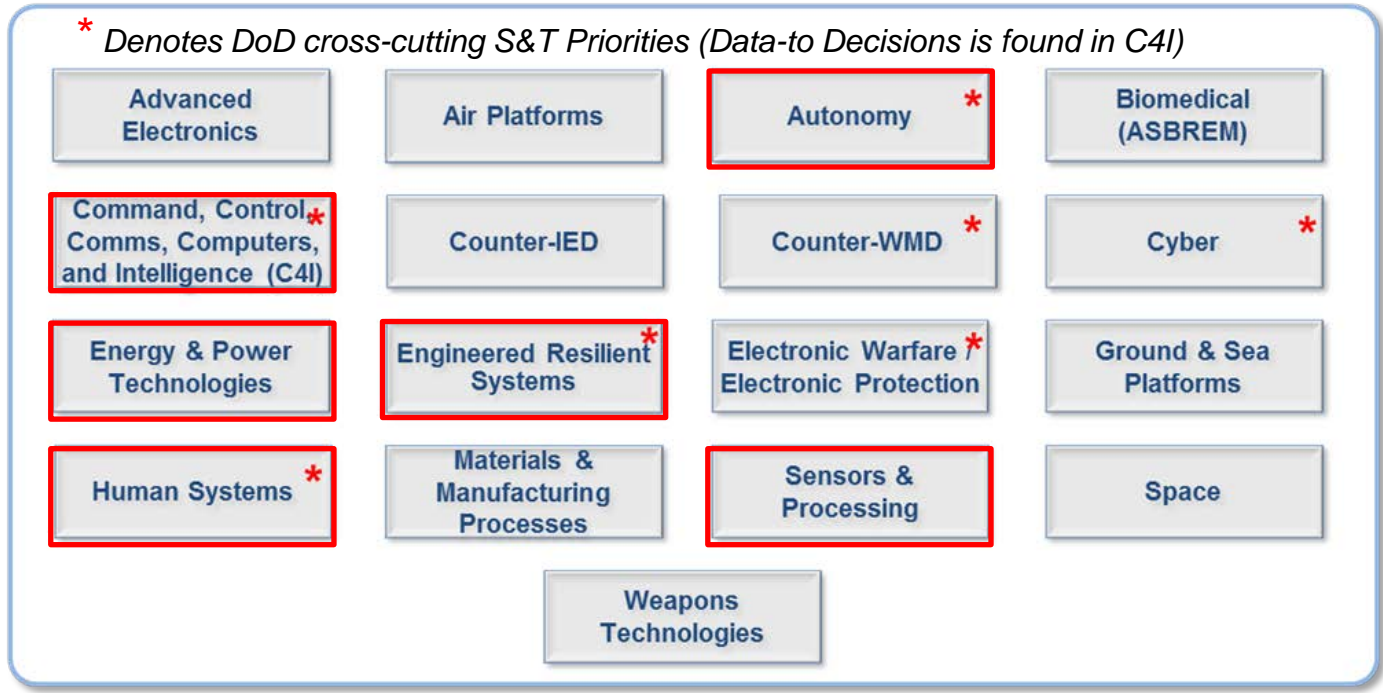 * Denotes DoD cross-cutting S&T Priorities (Data-to Decisions is found in C4I)
Advanced
Electronics
Air Platforms
Autonomy *
Biomedical
(ASBREM)
Command, Control, *
Comms, Computers,
and Intelligence (C4I)
Counter-IED
Counter-WMD *
Cyber *
Energy & Power
Technologies
Engineered Resilient *
Systems
Electronic Warfare / *
Electronic Protection
Ground & Sea
Platforms
Human Systems *
Materials &
Manufacturing
Processes
Sensors &
Processing
Space
Weapons
Technologies